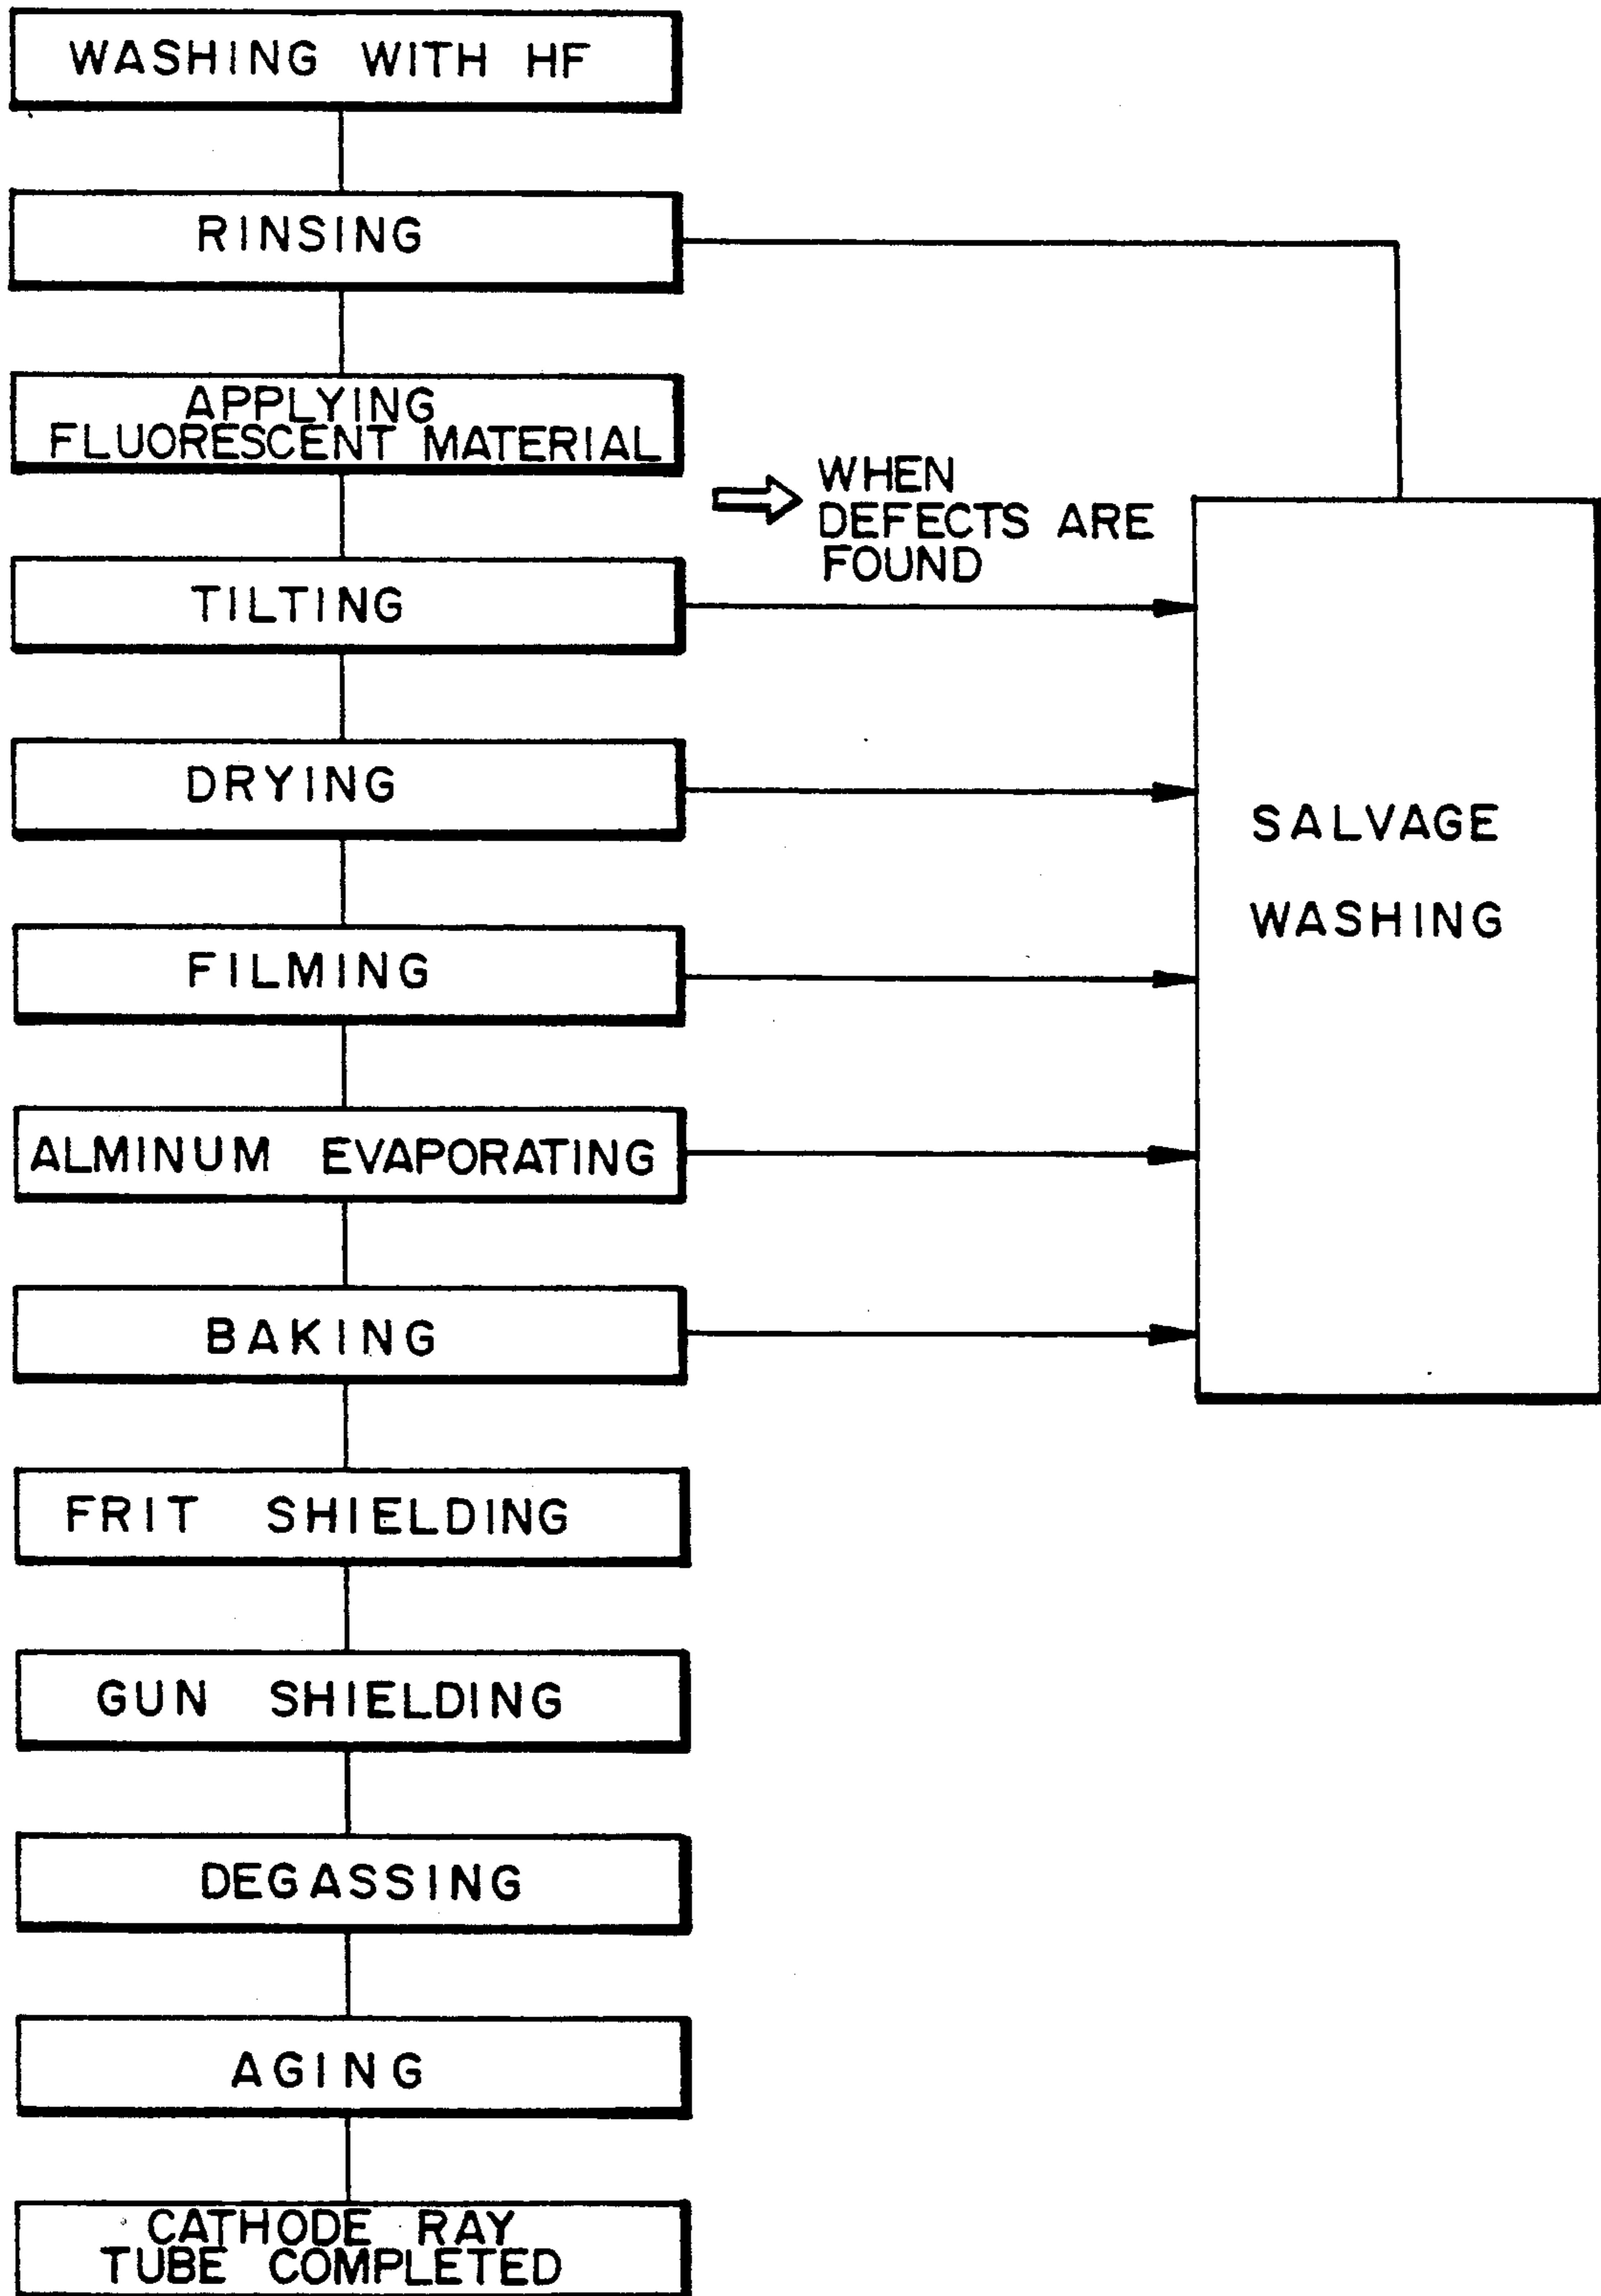 WASHING WITH HF
RINSING
APPLYING
FLUORESCENT MATERIAL
WHEN
DEFECTS ARE
FOUND
TILTING
DRYING
SALVAGE
WASHING
FILMING
ALMINUM EVAPORATING
BAKING
FRIT SHIELDING
GUN SHIELDING
DEGASSING
AGING
CATHODE RAY
TUBE COMPLETED